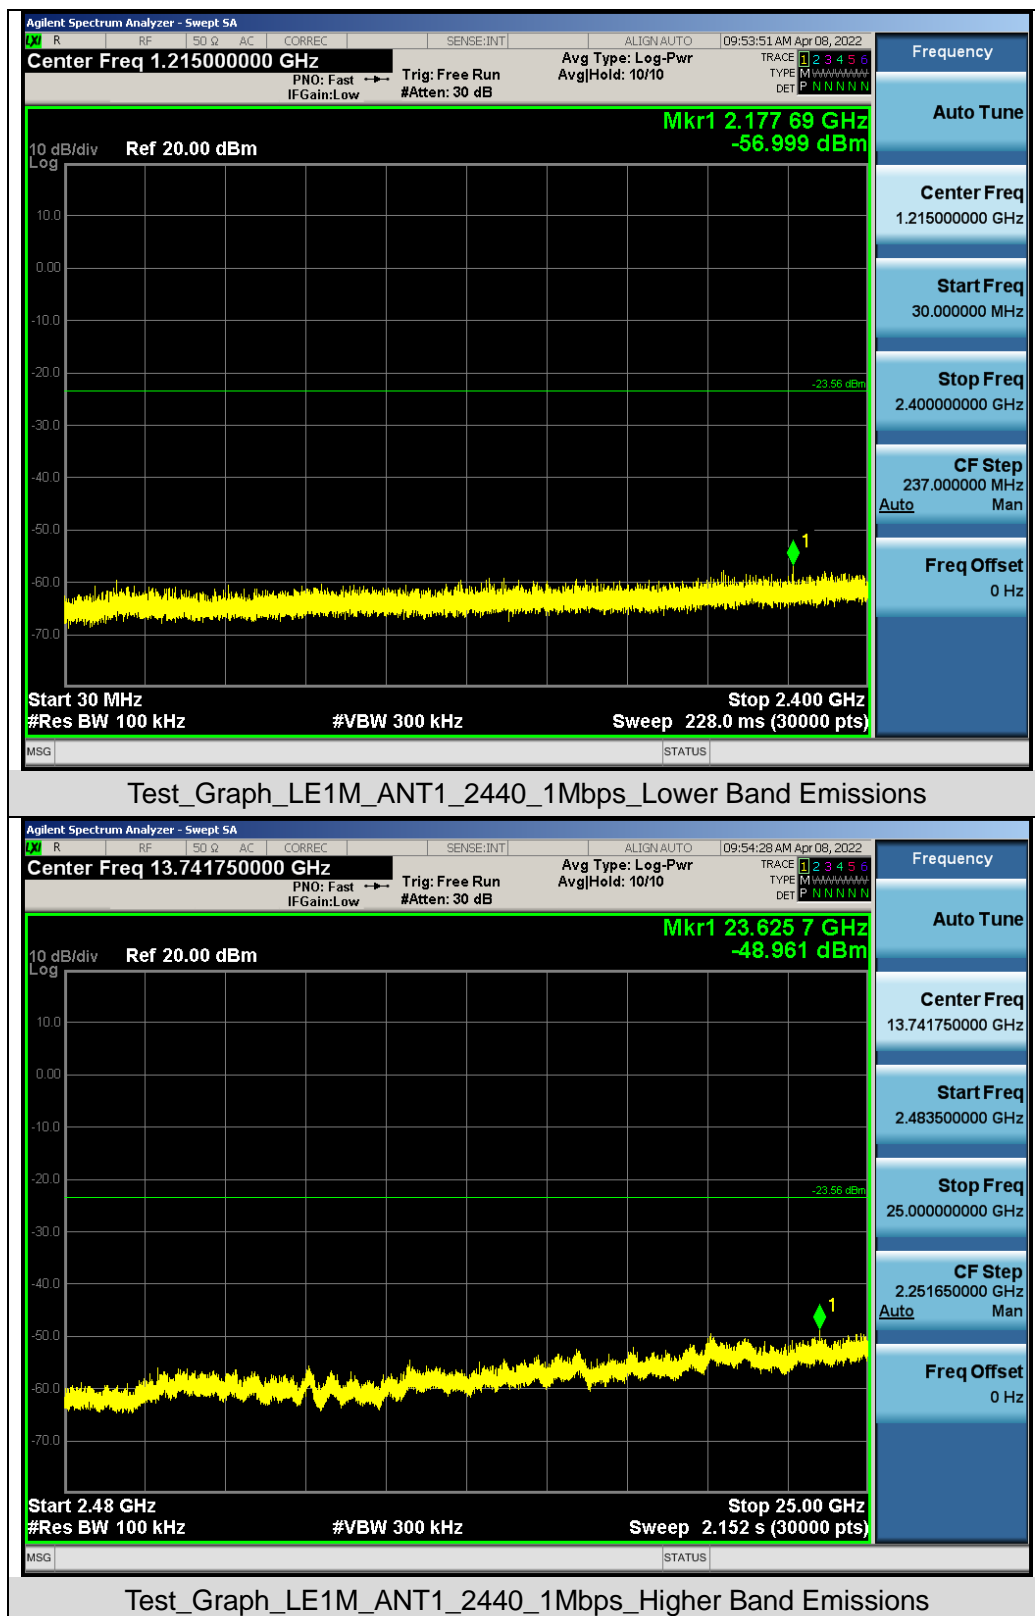 Agilent Spectrum Analyzer - Swept SA
LXI R RF 50 Ω AC CORREC SENSE:INT ALIGNAUTO 09:53:51 AM Apr 08, 2022
Center Freq 1.215000000 GHz
PNO: Fast
IFGain:Low
Trig: Free Run
#Atten: 30 dB
Avg Type: Log-Pwr
Avg|Hold: 10/10
TRACE 1 2 3 4 5 6
TYPE M
DET P N N N N N
Mkr1 2.177 69 GHz
-56.999 dBm
10 dB/div Ref 20.00 dBm
Log
10.0
0.00
-10.0
-20.0
-23.56 dBm
-30.0
-40.0
-50.0
1
-60.0
-70.0
Start 30 MHz Stop 2.400 GHz
#Res BW 100 kHz #VBW 300 kHz Sweep 228.0 ms (30000 pts)
MSG STATUS
Frequency
Auto Tune
Center Freq
1.215000000 GHz
Start Freq
30.000000 MHz
Stop Freq
2.400000000 GHz
CF Step
237.000000 MHz
Auto Man
Freq Offset
0 Hz
Test_Graph_LE1M_ANT1_2440_1Mbps_Lower Band Emissions
Agilent Spectrum Analyzer - Swept SA
LXI R RF 50 Ω AC CORREC SENSE:INT ALIGNAUTO 09:54:28 AM Apr 08, 2022
Center Freq 13.741750000 GHz
PNO: Fast
IFGain:Low
Trig: Free Run
#Atten: 30 dB
Avg Type: Log-Pwr
Avg|Hold: 10/10
TRACE 1 2 3 4 5 6
TYPE M
DET P N N N N N
Mkr1 23.625 7 GHz
-48.961 dBm
10 dB/div Ref 20.00 dBm
Log
10.0
0.00
-10.0
-20.0
-23.56 dBm
-30.0
-40.0
1
-50.0
-60.0
-70.0
Start 2.48 GHz Stop 25.00 GHz
#Res BW 100 kHz #VBW 300 kHz Sweep 2.152 s (30000 pts)
MSG STATUS
Frequency
Auto Tune
Center Freq
13.741750000 GHz
Start Freq
2.483500000 GHz
Stop Freq
25.000000000 GHz
CF Step
2.251650000 GHz
Auto Man
Freq Offset
0 Hz
Test_Graph_LE1M_ANT1_2440_1Mbps_Higher Band Emissions